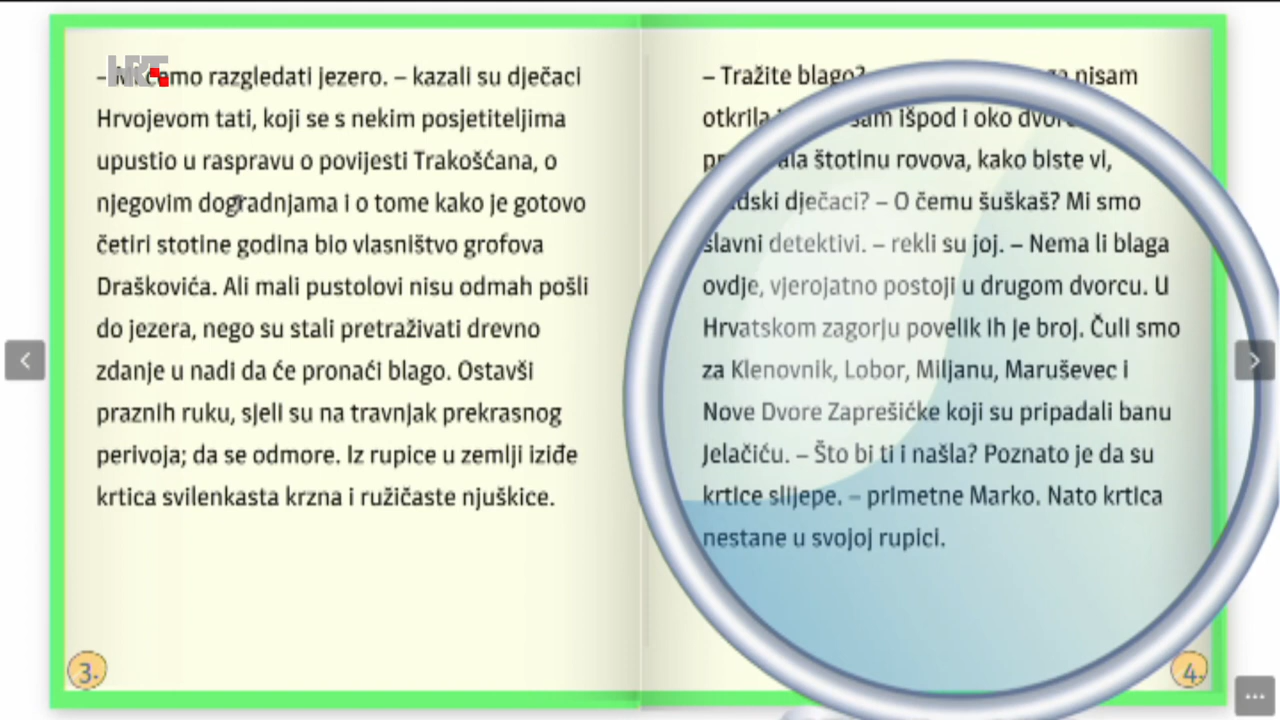 HRT
– Mi ćemo razgledati jezero. – kazali su dječaci
Hrvojevom tati, koji se s nekim posjetiteljima
upustio u raspravu o povijesti Trakošćana, o
njegovim dogradnjama i o tome kako je gotovo
četiri stotine godina bio vlasništvo grofova
Draškovića. Ali mali pustolovi nisu odmah pošli
do jezera, nego su stali pretraživati drevno
zdanje u nadi da će pronaći blago. Ostavši
praznih ruku, sjeli su na travnjak prekrasnog
perivoja; da se odmore. Iz rupice u zemlji iziđe
krtica svilenkasta krzna i ružičaste njuškice.
3.
– Tražite blago? nisam
otkrila sam ispod i oko
štotinu rovova, kako biste vi,
dječaci? – O čemu šuškaš? Mi smo
slavni detektivi. – rekli su joj. – Nema li blaga
ovdje, vjerojatno postoji u drugom dvorcu. U
Hrvatskom zagorju povelik ih je broj. Čuli smo
za Klenovnik, Lobor, Miljanu, Maruševec i
Nove Dvore Zaprešićke koji su pripadali banu
Jelačiću. – Što bi ti i našla? Poznato je da su
krtice slijepe. – primetne Marko. Nato krtica
nestane u svojoj rupici.
4.